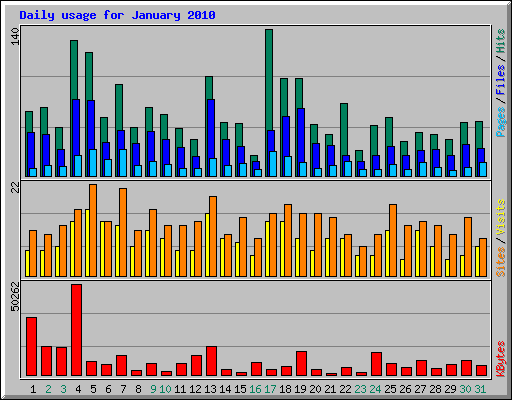 Daily usage for January 2010
140
22
50262
Pages / Files / Hits
Sites / Visits
KBytes
1 2 3 4 5 6 7 8 9 10 11 12 13 14 15 16 17 18 19 20 21 22 23 24 25 26 27 28 29 30 31